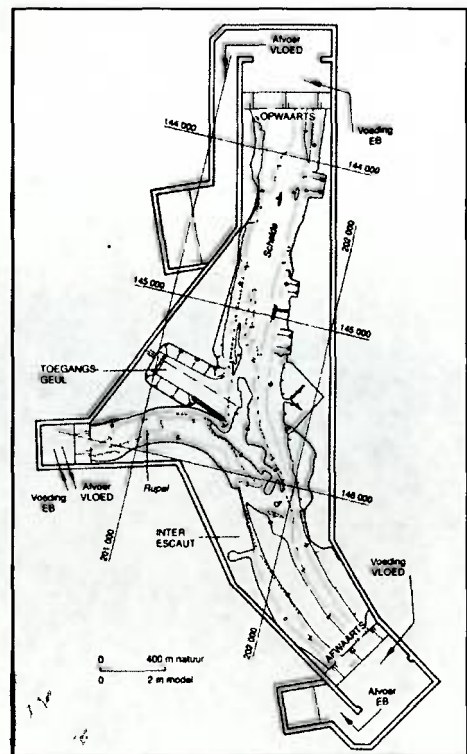 Afvoer
VLOED
OPWAARTS
Voeding
EB
144 000
144 000
Schelde
202 000
145 000
145 000
TOEGANGS-
GEUL
Rupel
Voeding
EB
Afvoer
VLOED
146 000
201 000
INTER
ESCAUT
202 000
Voeding
VLOED
AFWAARTS
0 400 m natuur
0 2 m model
Afvoer
EB